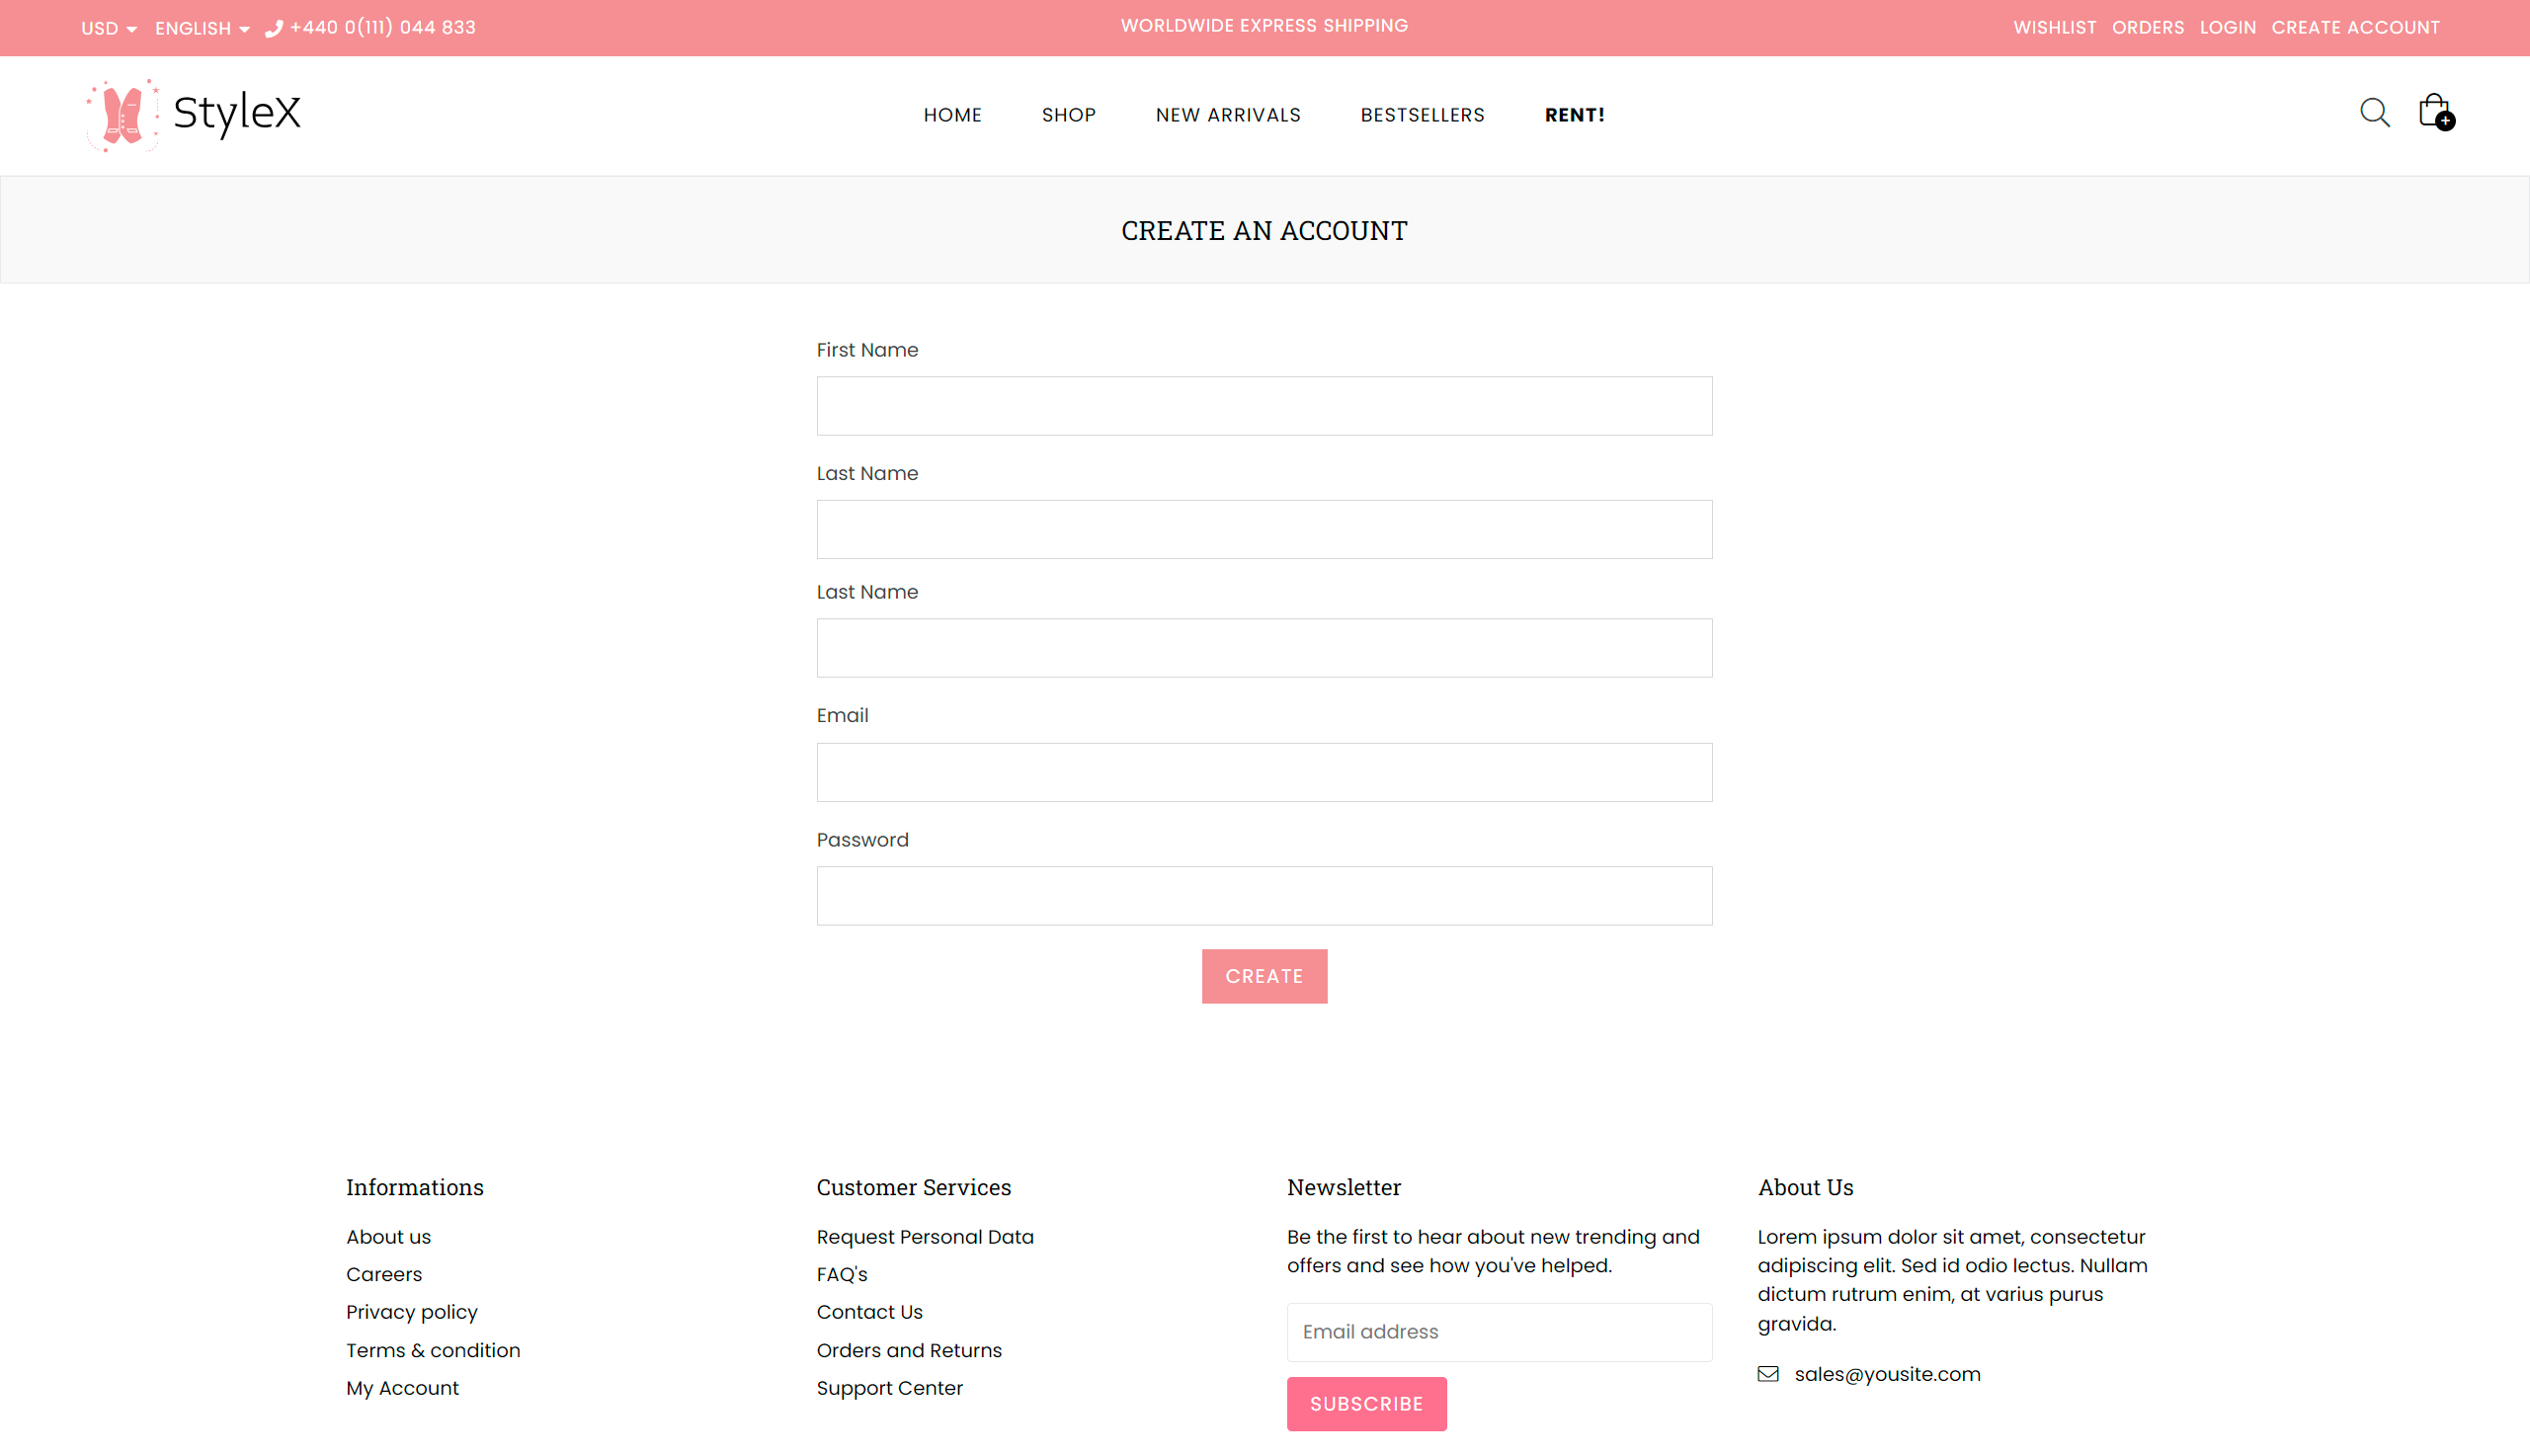 USD ENGLISH +440 0(111) 044 833
WORLDWIDE EXPRESS SHIPPING
WISHLIST ORDERS LOGIN CREATE ACCOUNT
StyleX
HOME SHOP NEW ARRIVALS BESTSELLERS RENT!
CREATE AN ACCOUNT
First Name
Last Name
Last Name
Email
Password
CREATE
Informations
About us
Careers
Privacy policy
Terms & condition
My Account
Customer Services
Request Personal Data
FAQ's
Contact Us
Orders and Returns
Support Center
Newsletter
Be the first to hear about new trending and
offers and see how you've helped.
Email address
SUBSCRIBE
About Us
Lorem ipsum dolor sit amet, consectetur
adipiscing elit. Sed id odio lectus. Nullam
dictum rutrum enim, at varius purus
gravida.
sales@yousite.com